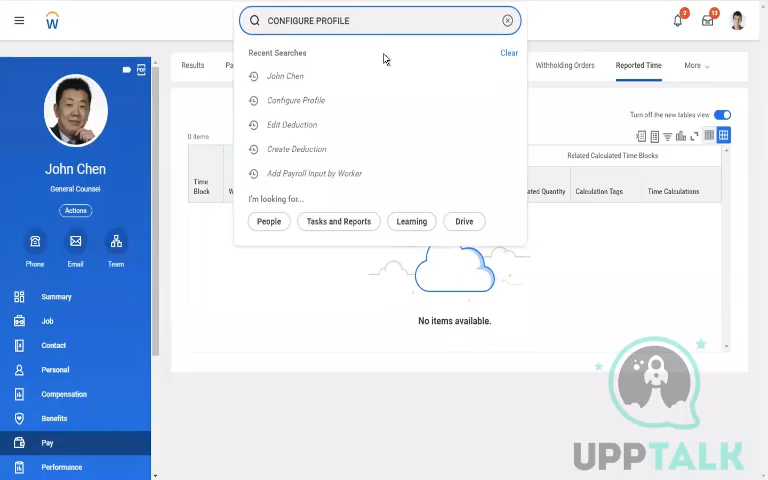 W
CONFIGURE PROFILE
2
13
Recent Searches
Clear
John Chen
Configure Profile
Edit Deduction
Create Deduction
Add Payroll Input by Worker
I'm looking for...
People
Tasks and Reports
Learning
Drive
PDF
John Chen
General Counsel
Actions
Phone
Email
Team
Summary
Job
Contact
Personal
Compensation
Benefits
Pay
Performance
Results
Withholding Orders
Reported Time
More
Turn off the new tables view
0 items
Related Calculated Time Blocks
Time Block
Calculation Tags
Time Calculations
No items available.
UPPTALK